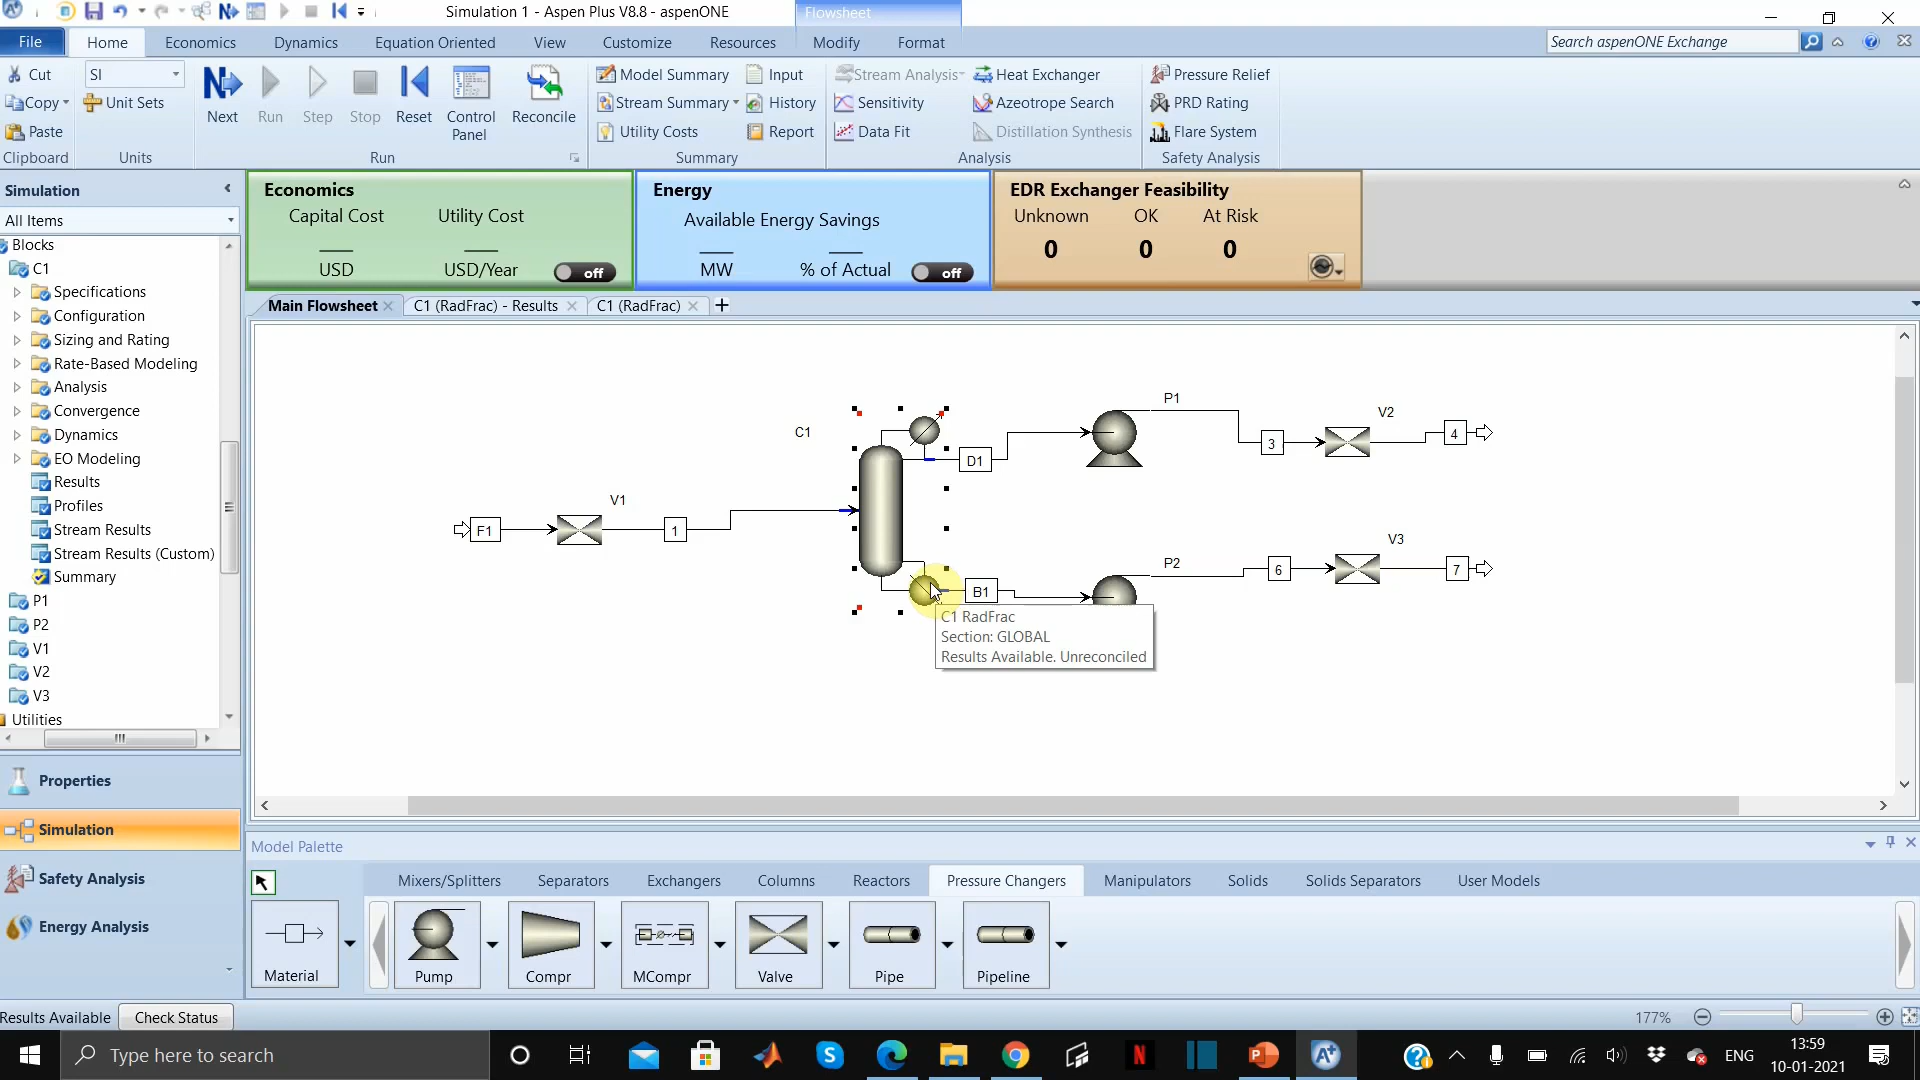 Simulation 1 - Aspen Plus V8.8 - aspenONE
Flowsheet
File
Home
Economics
Dynamics
Equation Oriented
View
Customize
Resources
Modify
Format
Search aspenONE Exchange
Cut
Copy
Paste
Clipboard
SI
Unit Sets
Units
Next
Run
Step
Stop
Reset
Control Panel
Reconcile
Run
Model Summary
Stream Summary
Utility Costs
Input
History
Report
Summary
Stream Analysis
Sensitivity
Data Fit
Heat Exchanger
Azeotrope Search
Distillation Synthesis
Analysis
Pressure Relief
PRD Rating
Flare System
Safety Analysis
Simulation
All Items
Blocks
C1
Specifications
Configuration
Sizing and Rating
Rate-Based Modeling
Analysis
Convergence
Dynamics
EO Modeling
Results
Profiles
Stream Results
Stream Results (Custom)
Summary
P1
P2
V1
V2
V3
Utilities
Properties
Simulation
Safety Analysis
Energy Analysis
Economics
Capital Cost
Utility Cost
USD
USD/Year
off
Energy
Available Energy Savings
MW
% of Actual
off
EDR Exchanger Feasibility
Unknown
OK
At Risk
0
0
0
Main Flowsheet
C1 (RadFrac) - Results
C1 (RadFrac)
C1
P1
V2
D1
3
4
V1
F1
1
V3
P2
B1
6
7
C1 RadFrac
Section: GLOBAL
Results Available. Unreconciled
Model Palette
Mixers/Splitters
Separators
Exchangers
Columns
Reactors
Pressure Changers
Manipulators
Solids
Solids Separators
User Models
Material
Pump
Compr
MCompr
Valve
Pipe
Pipeline
Results Available
Check Status
177%
Type here to search
ENG
13:59
10-01-2021